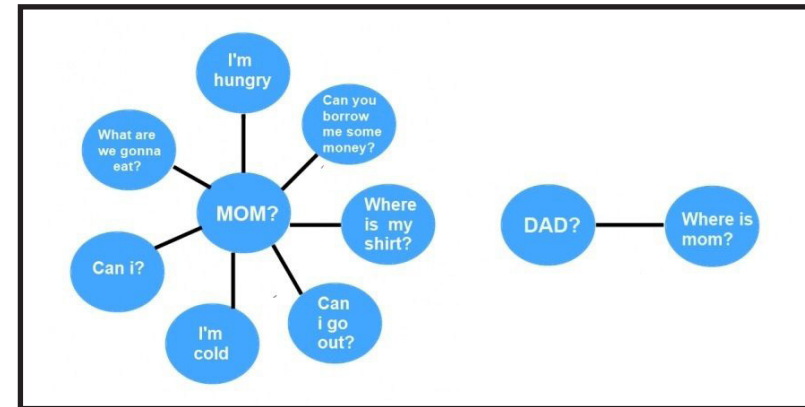 I'm
hungry
Can you
borrow
me some
money?
What are
we gonna
eat?
MOM?
Where
is my
shirt?
Can i?
I'm
cold
Can
i go
out?
DAD?
Where is
mom?